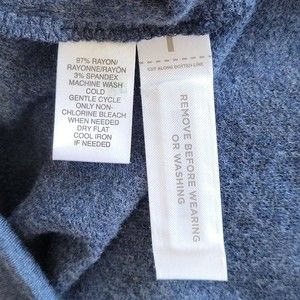 97% RAYON/
RAYONNE/RAYÓN
3% SPANDEX
MACHINE WASH
COLD
GENTLE CYCLE
ONLY NON-
CHLORINE BLEACH
WHEN NEEDED
DRY FLAT
COOL IRON
IF NEEDED
CUT ALONG DOTTED LINE
REMOVE BEFORE WEARING
OR WASHING